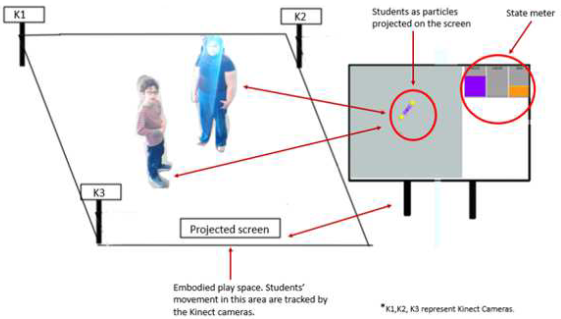 K1
K2
Students as particles
projected on the screen
State meter
K3
Projected screen
Embodied play space. Students'
movement in this area are tracked by
the Kinect cameras.
*K1,K2, K3 represent Kinect Cameras.